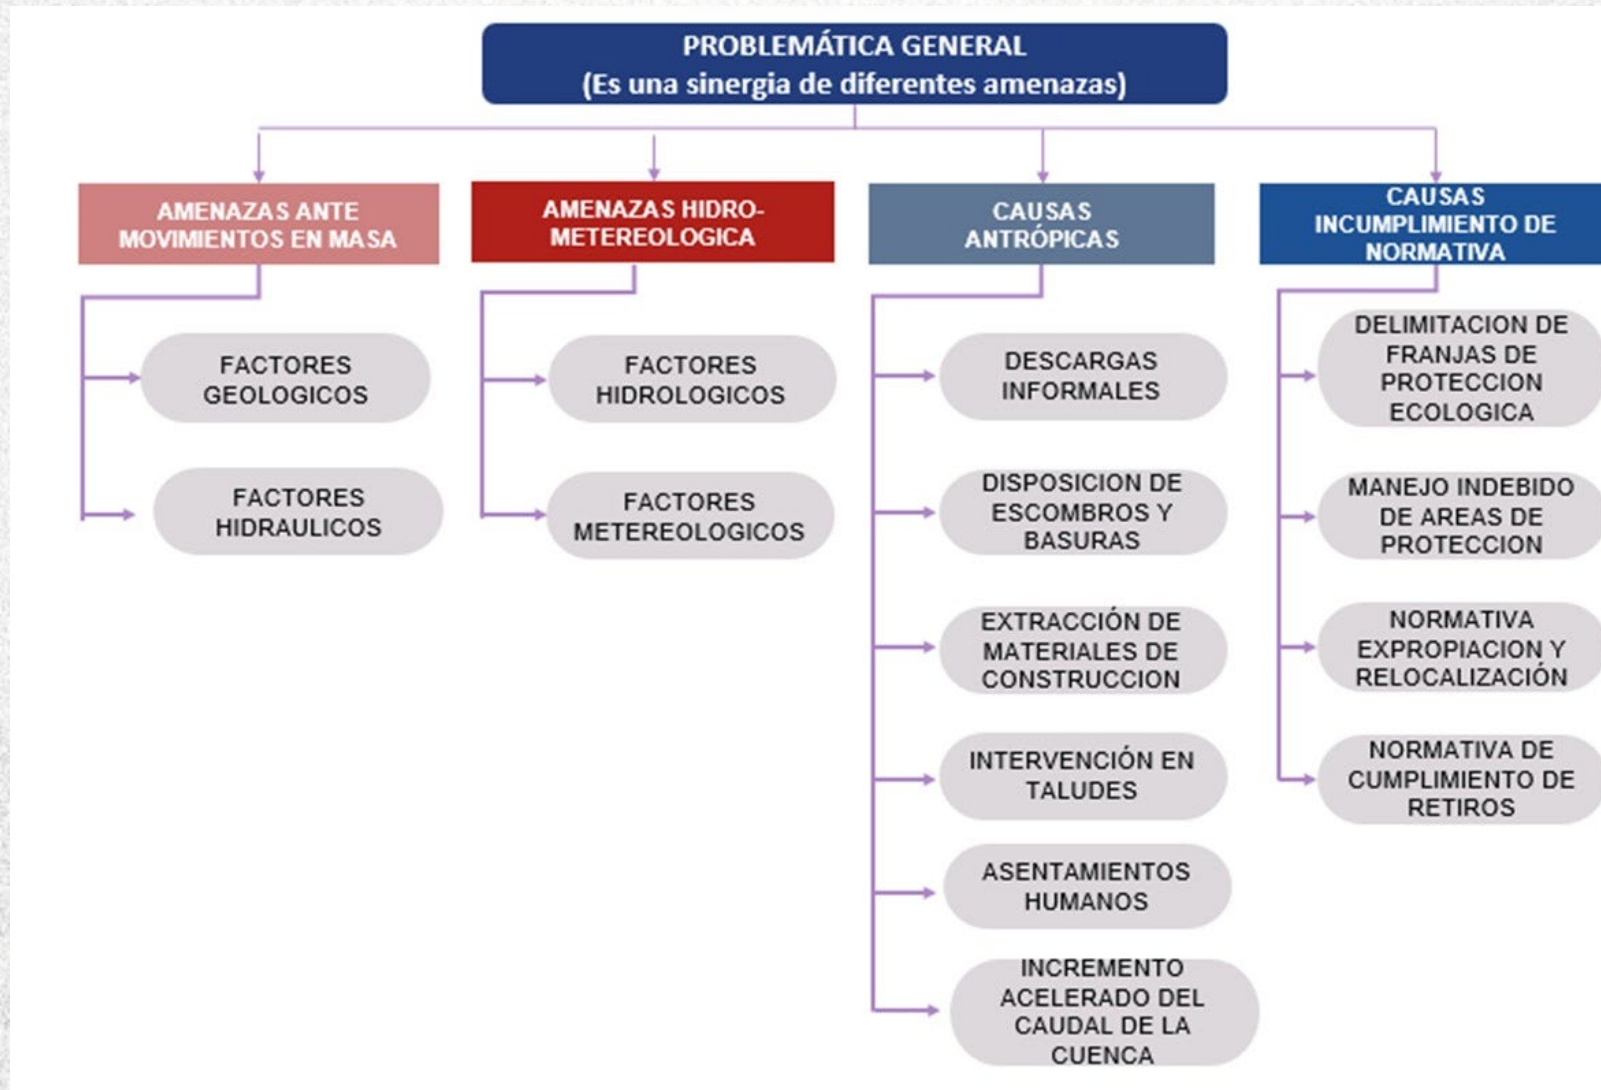 PROBLEMÁTICA GENERAL
(Es una sinergia de diferentes amenazas)
AMENAZAS ANTE
MOVIMIENTOS EN MASA
FACTORES
GEOLOGICOS
FACTORES
HIDRAULICOS
AMENAZAS HIDRO-
METEREOLOGICA
FACTORES
HIDROLOGICOS
FACTORES
METEREOLOGICOS
CAUSAS
ANTRÓPICAS
DESCARGAS
INFORMALES
DISPOSICION DE
ESCOMBROS Y
BASURAS
EXTRACCIÓN DE
MATERIALES DE
CONSTRUCCION
INTERVENCIÓN EN
TALUDES
ASENTAMIENTOS
HUMANOS
INCREMENTO
ACELERADO DEL
CAUDAL DE LA
CUENCA
CAUSAS
INCUMPLIMIENTO DE
NORMATIVA
DELIMITACION DE
FRANJAS DE
PROTECCION
ECOLOGICA
MANEJO INDEBIDO
DE AREAS DE
PROTECCION
NORMATIVA
EXPROPIACION Y
RELOCALIZACIÓN
NORMATIVA DE
CUMPLIMIENTO DE
RETIROS